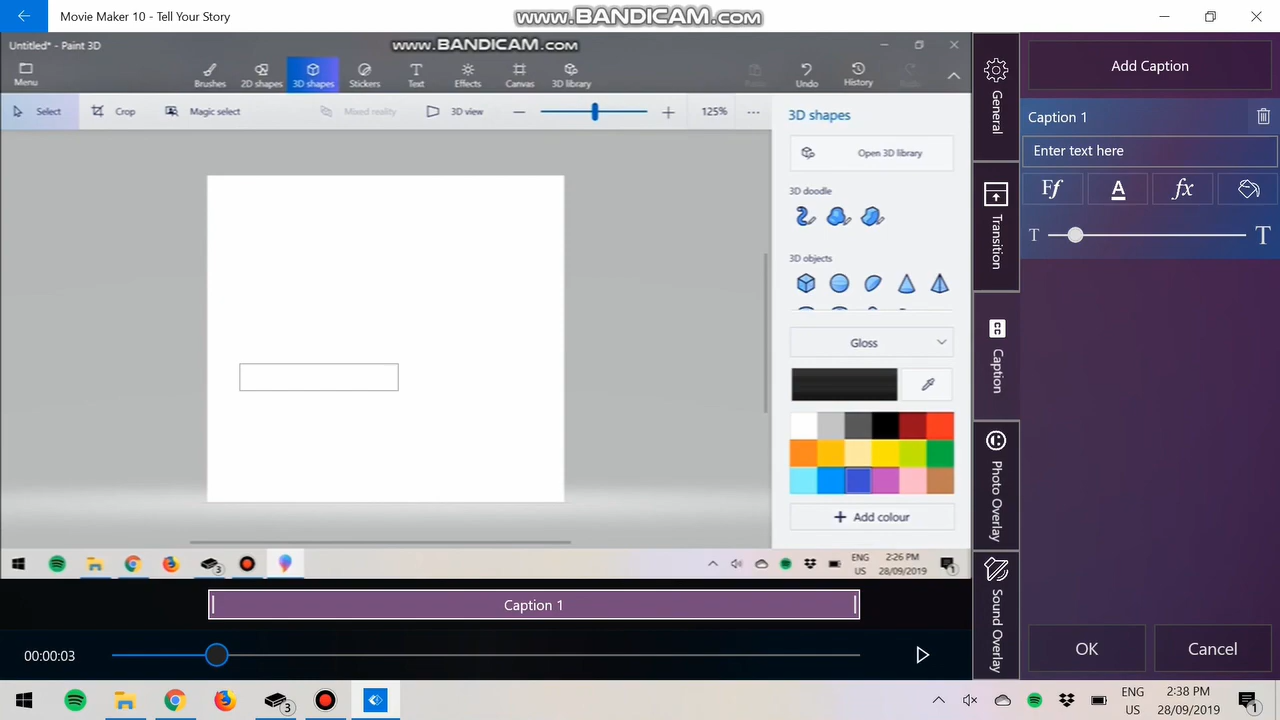 Movie Maker 10 - Tell Your Story
www.BANDICAM.com
Untitled* - Paint 3D
www.BANDICAM.com
Menu
Brushes
2D shapes
3D shapes
Stickers
Text
Effects
Canvas
3D library
Undo
History
Select
Crop
Magic select
Mixed reality
3D view
125%
3D shapes
Open 3D library
3D doodle
3D objects
Gloss
Add colour
ENG
US
2:26 PM
28/09/2019
3
1
General
Transition
Caption
Photo Overlay
Sound Overlay
Add Caption
Caption 1
Enter text here
Ff
A
fx
T
T
Caption 1
00:00:03
OK
Cancel
3
ENG
US
2:38 PM
28/09/2019
1